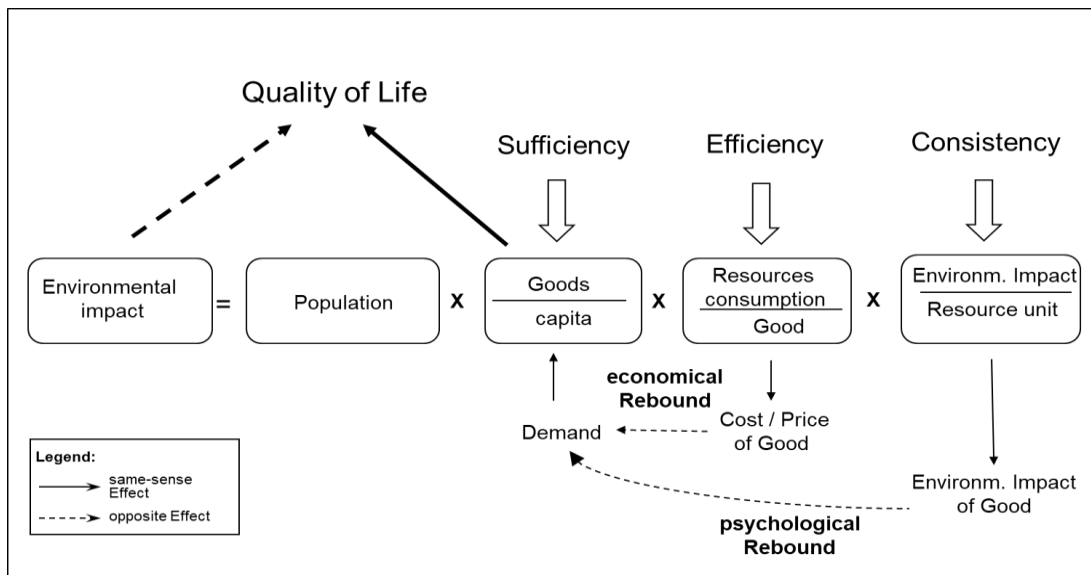 Quality of Life
Sufficiency
Efficiency
Consistency
Environmental
impact
=
Population
x
Goods
capita
x
Resources
consumption
Good
x
Environm. Impact
Resource unit
economical
Rebound
Demand
Cost / Price
of Good
Environm. Impact
of Good
psychological
Rebound
Legend:
same-sense
Effect
opposite Effect